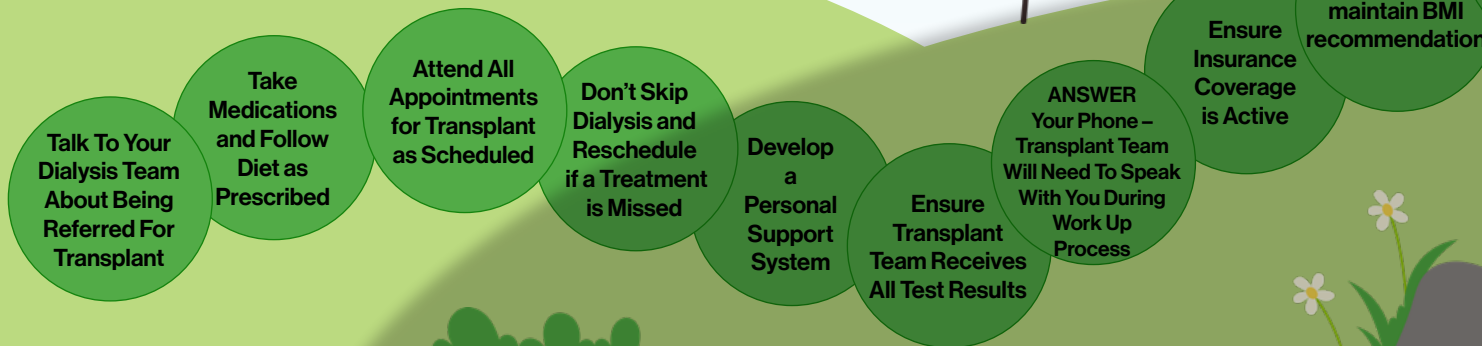 Talk To Your
Dialysis Team
About Being
Referred For
Transplant
Take
Medications
and Follow
Diet as
Prescribed
Attend All
Appointments
for Transplant
as Scheduled
Don't Skip
Dialysis and
Reschedule
if a Treatment
is Missed
Develop
a
Personal
Support
System
Ensure
Transplant
Team Receives
All Test Results
ANSWER
Your Phone –
Transplant Team
Will Need To Speak
With You During
Work Up
Process
Ensure
Insurance
Coverage
is Active
maintain BMI
recommendation